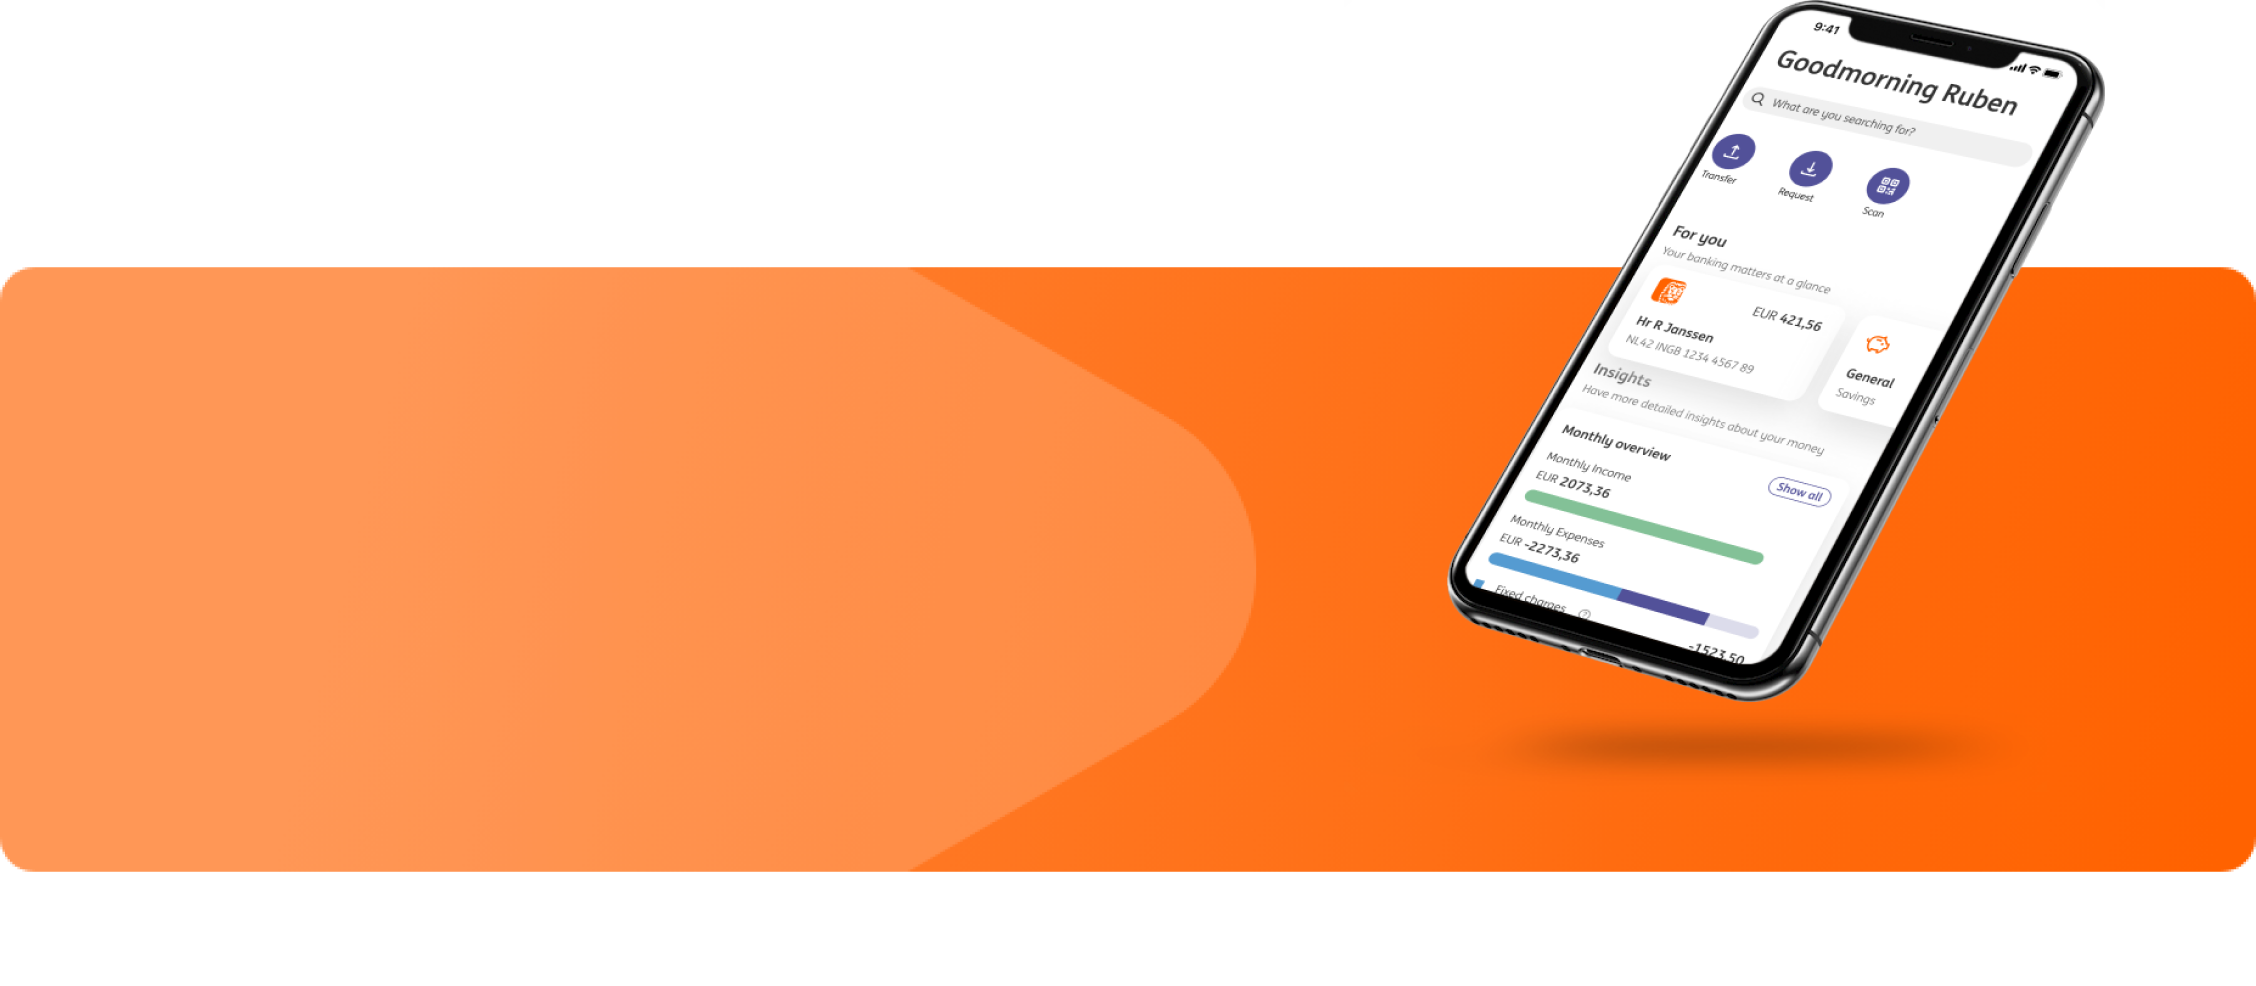 9:41
Goodmorning Ruben
What are you searching for?
Transfer
Request
Scan
For you
Your banking matters at a glance
EUR 421,56
Hr R Janssen
NL42 INGB 1234 4567 89
General
Savings
Insights
Have more detailed insights about your money
Monthly overview
Show all
Monthly Income
EUR 2073,36
Monthly Expenses
EUR -2273,36
Fixed charges
-1523,50